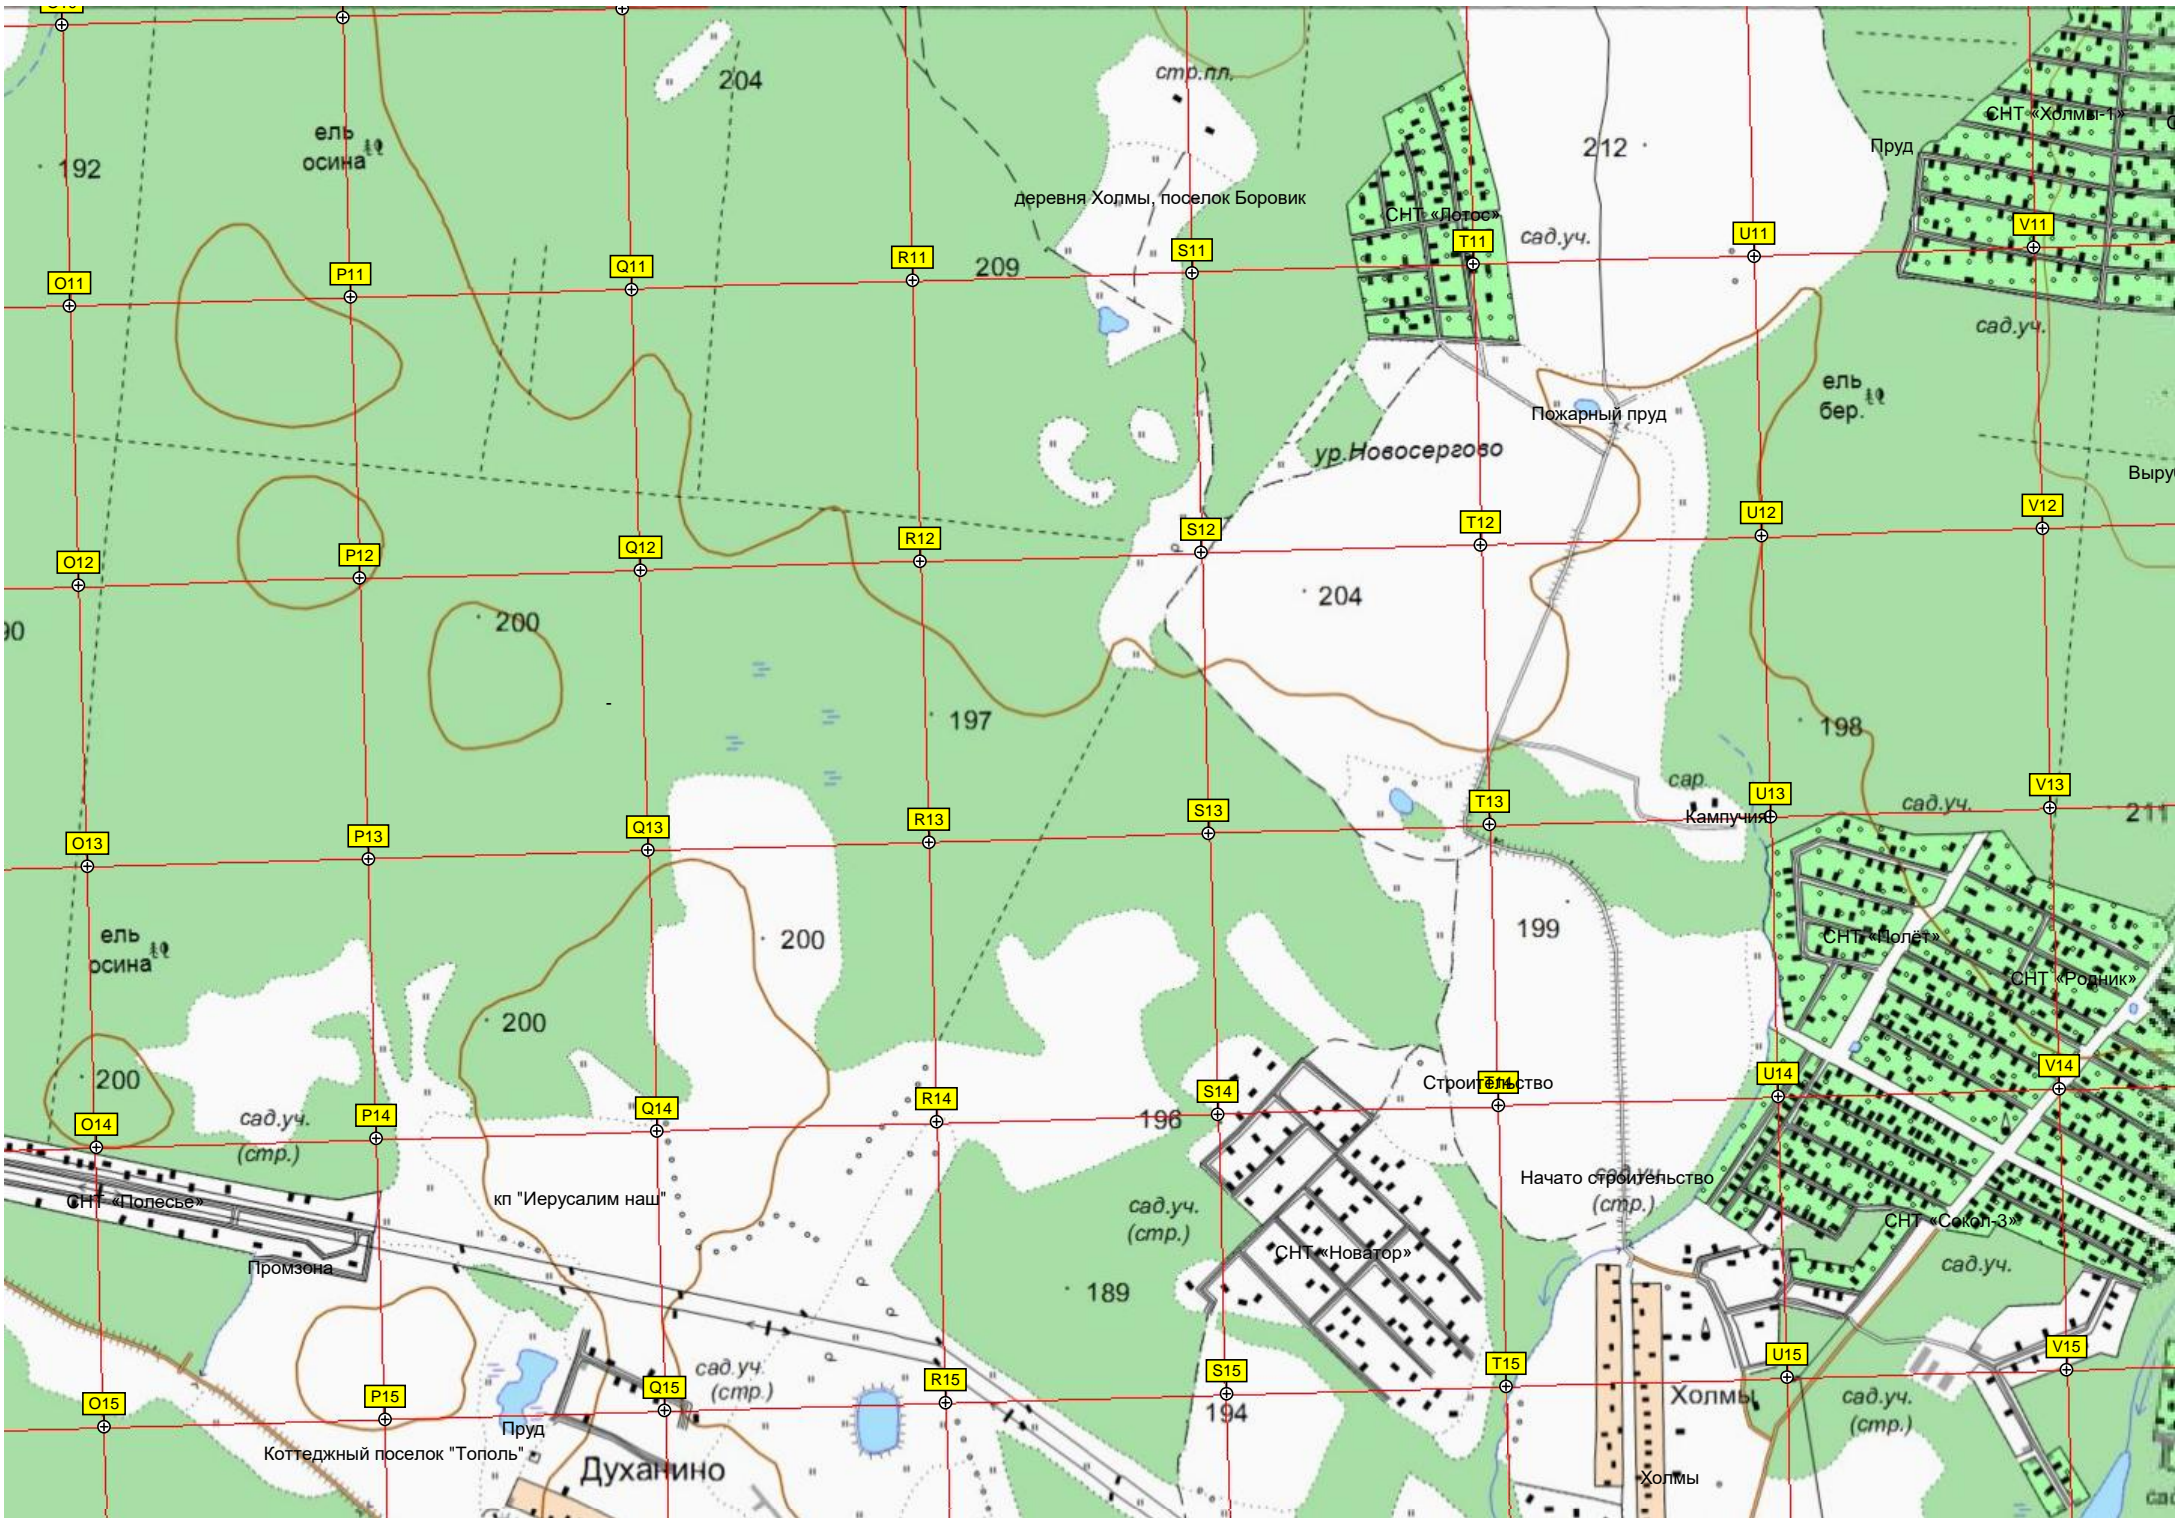 204
стр.пл.
СНТ «Холмы-1»
ель
осина
192
212
Пруд
деревня Холмы, поселок Боровик
СНТ «Лотос»
сад.уч.
O11
P11
Q11
R11
209
S11
T11
U11
V11
сад.уч.
ель
бер.
Пожарный пруд
ур.Новосергово
O12
P12
Q12
R12
S12
T12
U12
V12
200
204
90
197
198
сар.
Кампучия
сад.уч.
211
O13
P13
Q13
R13
S13
T13
U13
V13
ель
осина
200
199
СНТ «Полёт»
СНТ «Родник»
200
200
сад.уч.
(стр.)
Строительство
O14
P14
Q14
R14
196
S14
T14
U14
V14
СНТ «Полесье»
кп "Иерусалим наш"
Начато строительство
сад.уч.
(стр.)
сад.уч.
(стр.)
СНТ «Сокол-3»
СНТ «Новатор»
сад.уч.
Промзона
189
сад.уч.
(стр.)
O15
P15
Q15
R15
S15
T15
U15
V15
194
Холмы
сад.уч.
(стр.)
Пруд
Коттеджный поселок "Тополь"
Духанино
Холмы